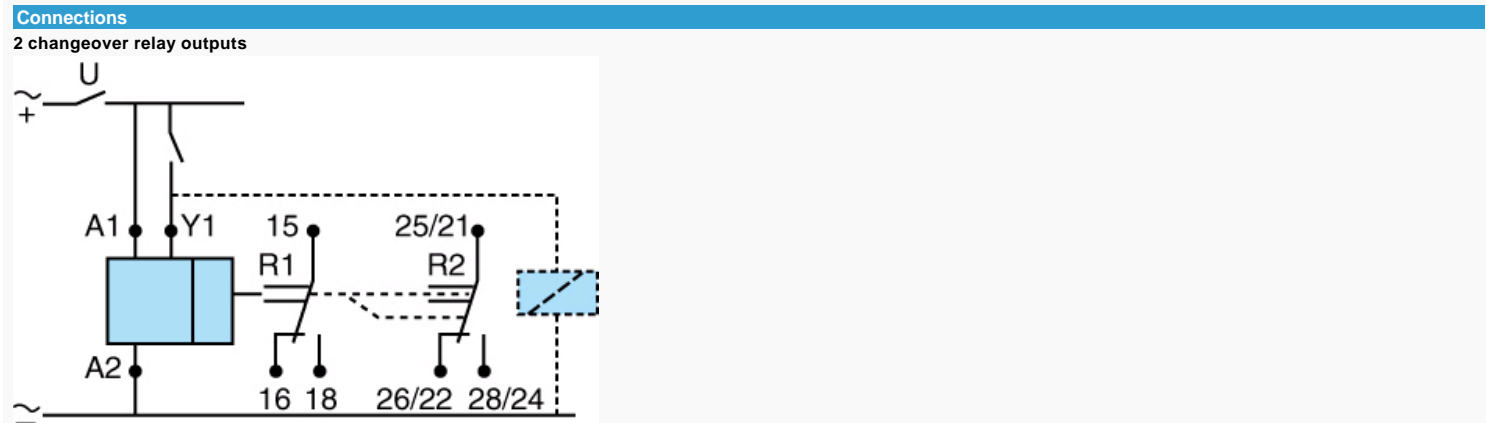 Connections
2 changeover relay outputs
U
~
+
A1 Y1 15 25/21
R1 R2
A2
16 18 26/22 28/24
~